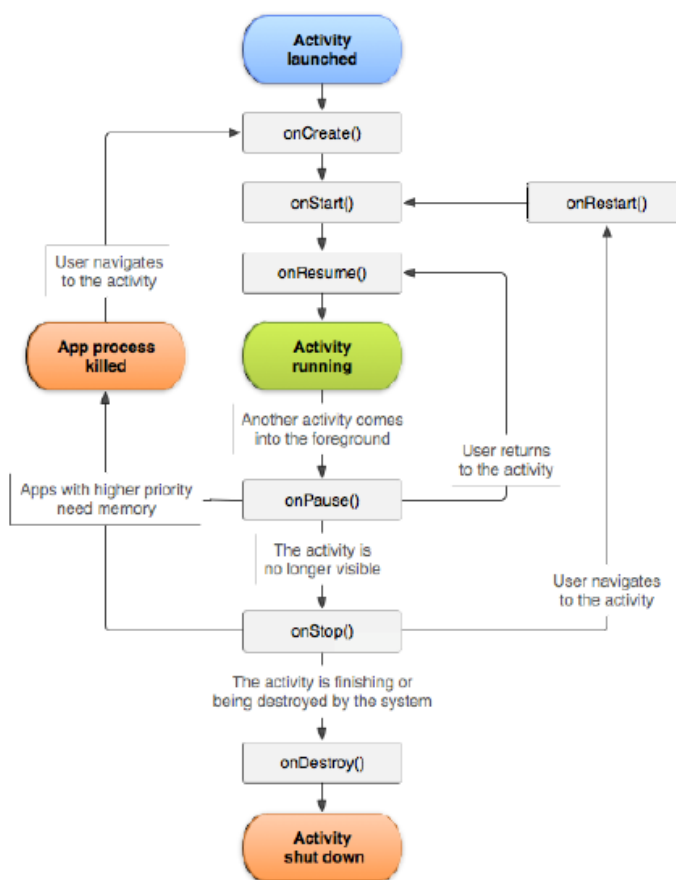 Activity
launched
onCreate()
onStart()
onRestart()
User navigates
to the activity
onResume()
App process
killed
Activity
running
Another activity comes
into the foreground
User returns
to the activity
Apps with higher priority
need memory
onPause()
The activity is
no longer visible
User navigates
to the activity
onStop()
The activity is finishing or
being destroyed by the system
onDestroy()
Activity
shut down